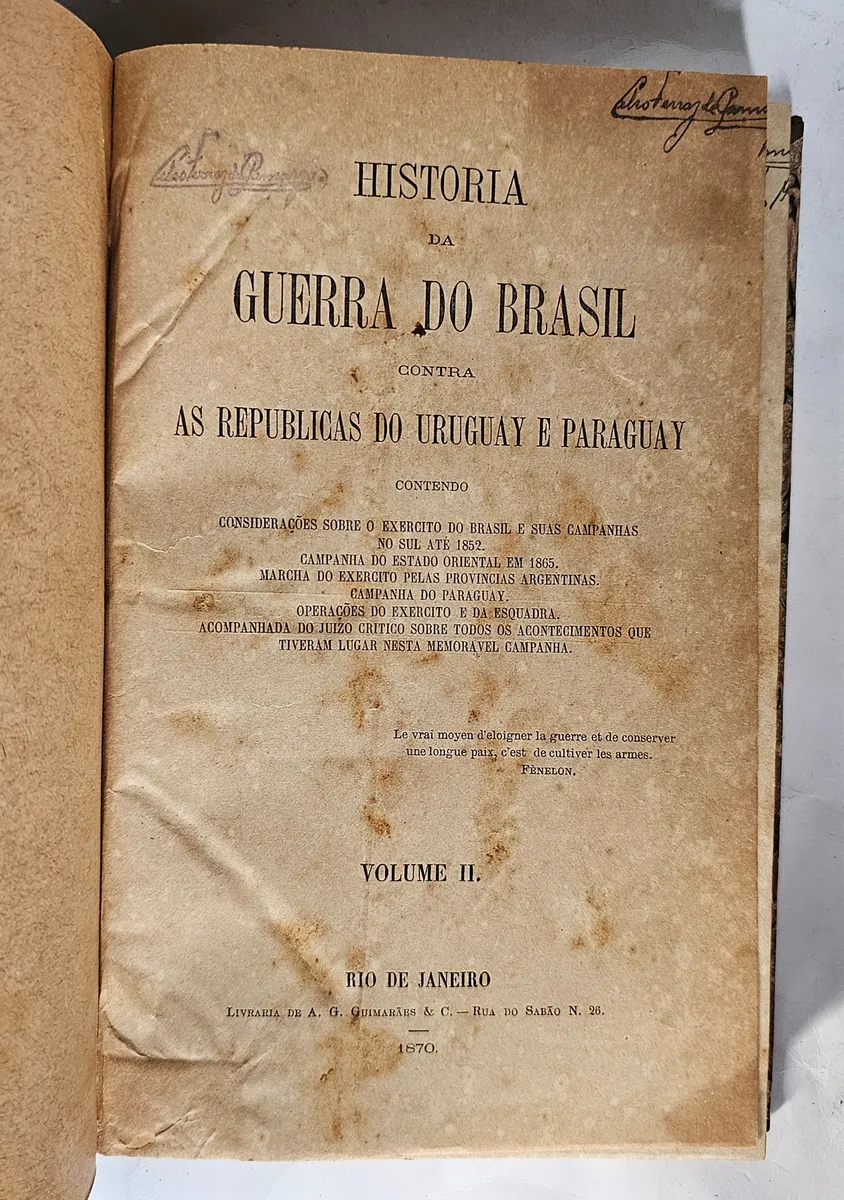 HISTORIA
DA
GUERRA DO BRASIL
CONTRA
AS REPUBLICAS DO URUGUAY E PARAGUAY
CONTENDO
CONSIDERAÇÕES SOBRE O EXERCITO DO BRASIL E SUAS CAMPANHAS
NO SUL ATÉ 1852.
CAMPANHA DO ESTADO ORIENTAL EM 1865.
MARCHA DO EXERCITO PELAS PROVINCIAS ARGENTINAS.
CAMPANHA DO PARAGUAY.
OPERAÇÕES DO EXERCITO E DA ESQUADRA.
ACOMPANHADA DO JUIZO CRITICO SOBRE TODOS OS ACONTECIMENTOS QUE
TIVERAM LUGAR NESTA MEMORAVEL CAMPANHA.
Le vrai moyen d'eloigner la guerre et de conserver
une longue paix, c'est de cultiver les armes.
FÈNELON.
VOLUME II.
RIO DE JANEIRO
LIVRARIA DE A. G. GUIMARÃES & C. — RUA DO SABÃO N. 26.
1870.